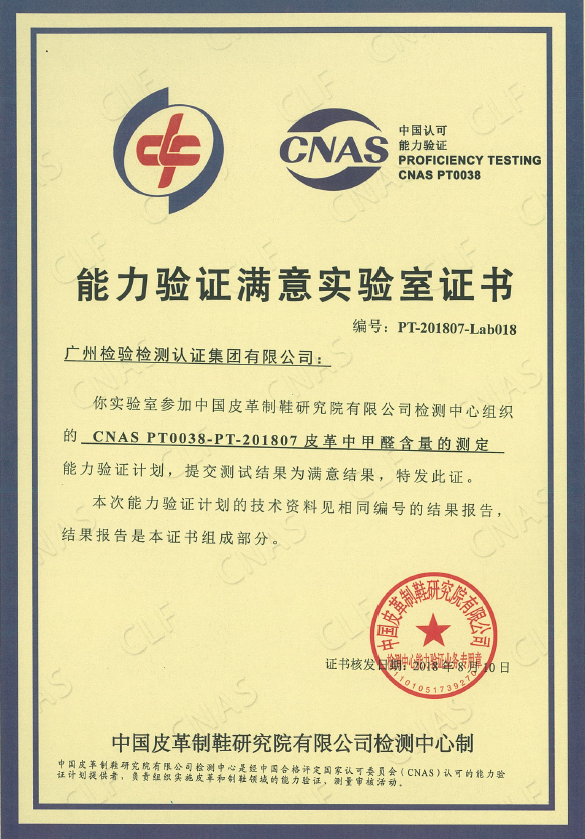 CNAS
中国认可
能力验证
PROFICIENCY TESTING
CNAS PT0038
能力验证满意实验室证书
编号：PT-201807-Lab018
广州检验检测认证集团有限公司：
你实验室参加中国皮革制鞋研究院有限公司检测中心组织
的 CNAS PT0038-PT-201807 皮革中甲醛含量的测定
能力验证计划，提交测试结果为满意结果，特发此证。
本次能力验证计划的技术资料见相同编号的结果报告，
结果报告是本证书组成部分。
中国皮革制鞋研究院有限公司
检测中心能力验证业务专用章
证书核发日期：2018年8月10日
中国皮革制鞋研究院有限公司检测中心制
中国皮革制鞋研究院有限公司检测中心是经中国合格评定国家认可委员会（CNAS）认可的能力验
证计划提供者，负责组织实施皮革和制鞋领域的能力验证、测量审核活动。